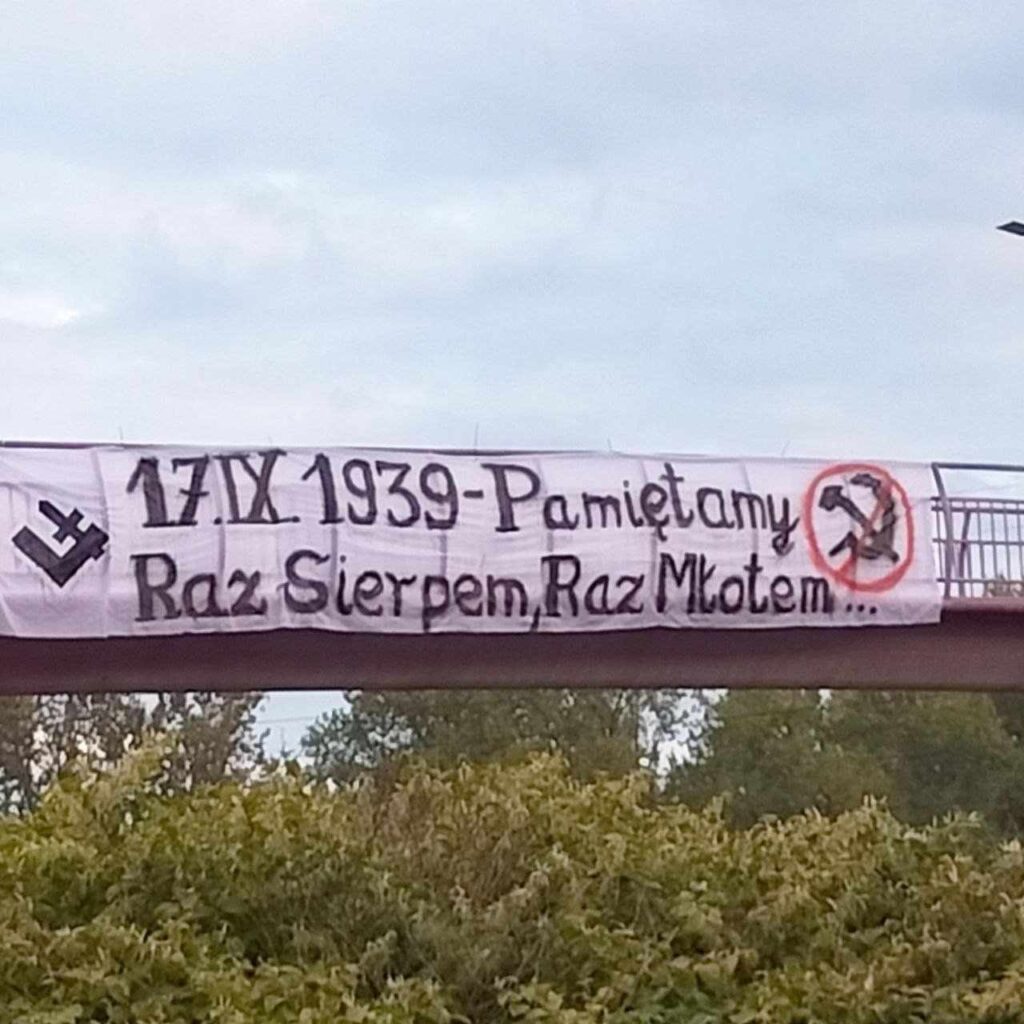 17.IX.1939-Pamiętamy
Raz Sierpem, Raz Młotem...